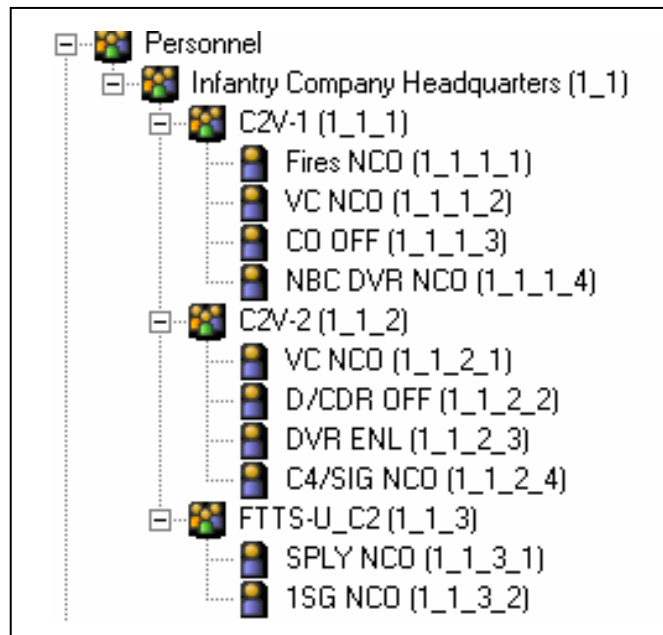 Personnel
Infantry Company Headquarters (1_1)
C2V-1 (1_1_1)
Fires NCO (1_1_1_1)
VC NCO (1_1_1_2)
CO OFF (1_1_1_3)
NBC DVR NCO (1_1_1_4)
C2V-2 (1_1_2)
VC NCO (1_1_2_1)
D/CDR OFF (1_1_2_2)
DVR ENL (1_1_2_3)
C4/SIG NCO (1_1_2_4)
FTTS-U_C2 (1_1_3)
SPLY NCO (1_1_3_1)
1SG NCO (1_1_3_2)